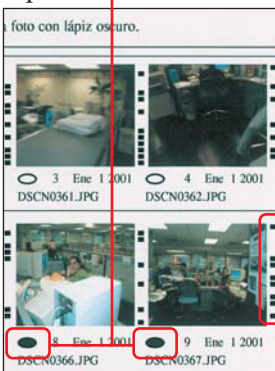 a foto con lápiz oscuro.
3 Ene 1 2001
4 Ene 1 2001
DSCN0361.JPG
DSCN0362.JPG
8 Ene 1 2001
9 Ene 1 2001
DSCN0366.JPG
DSCN0367.JPG